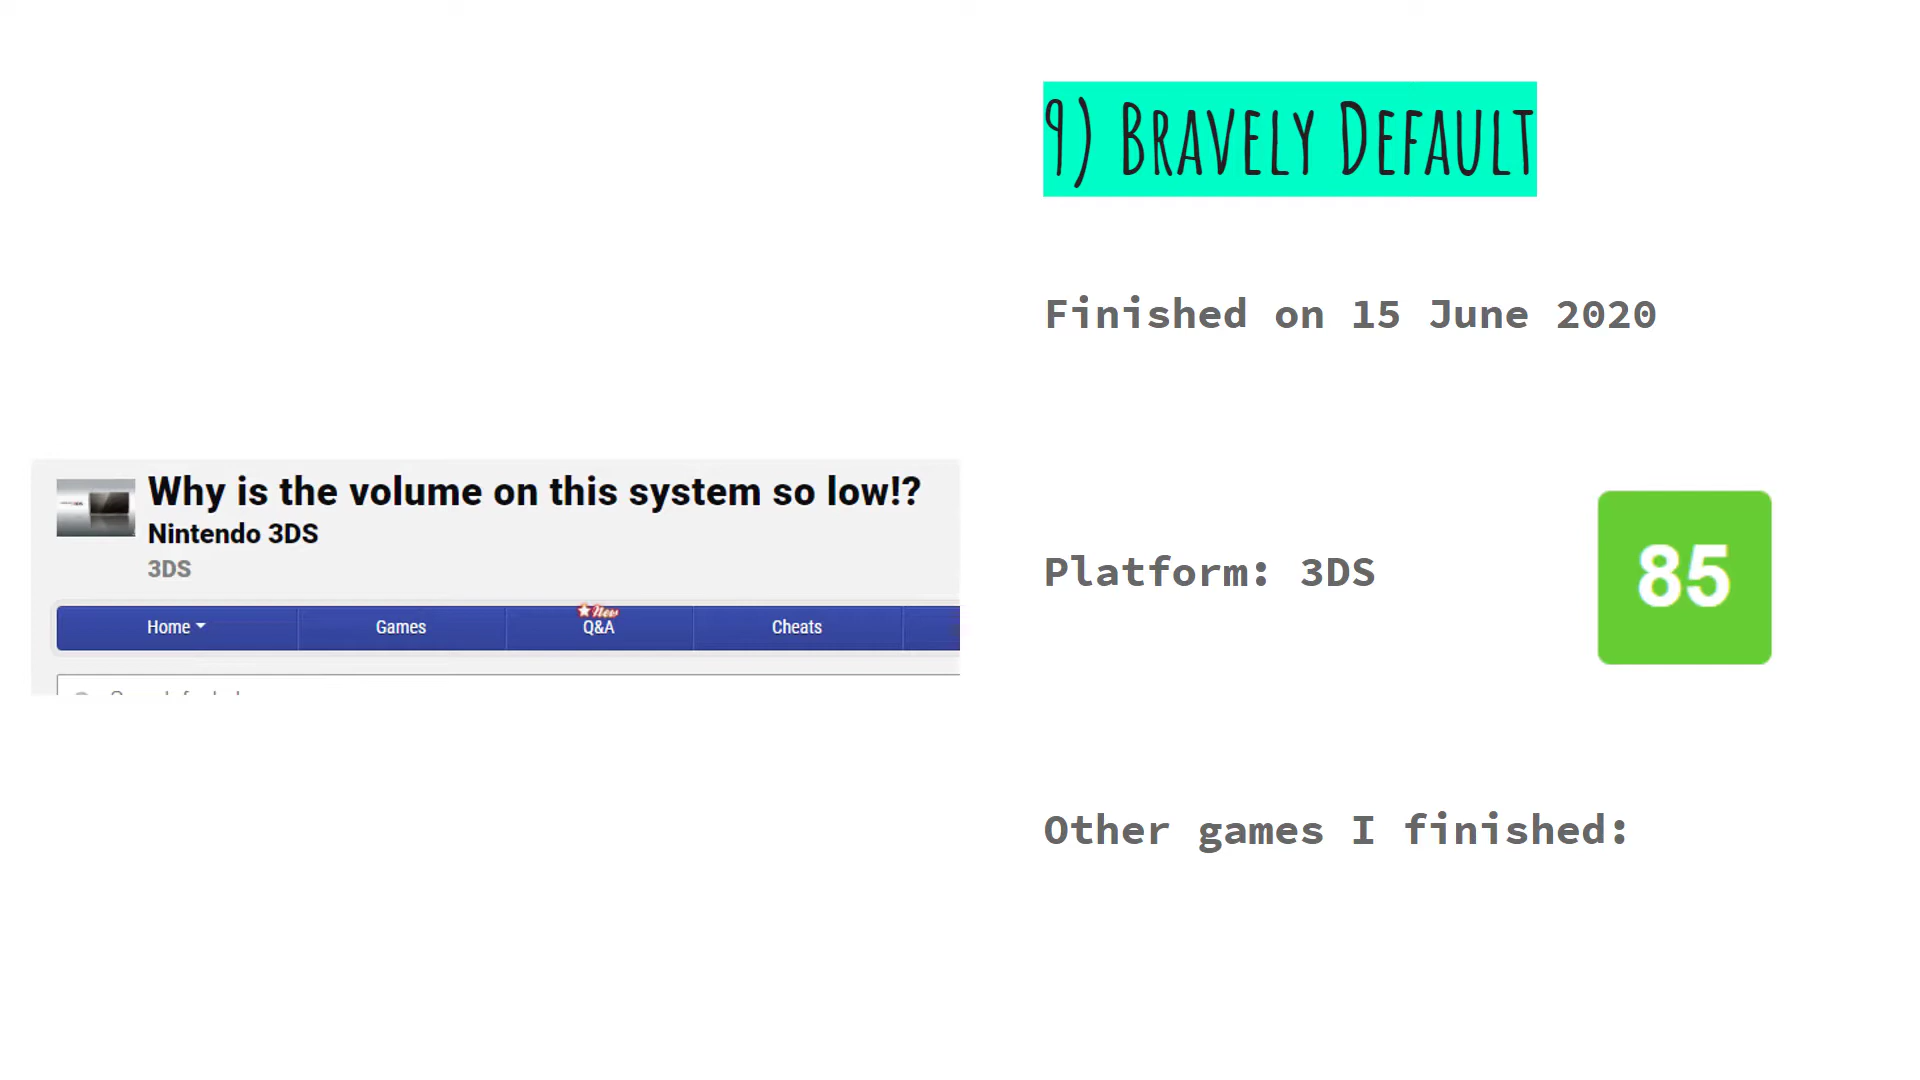 9) Bravely Default
Finished on 15 June 2020
Why is the volume on this system so low!?
Nintendo 3DS
3DS
Home
Games
New
Q&A
Cheats
Platform: 3DS
85
Other games I finished: